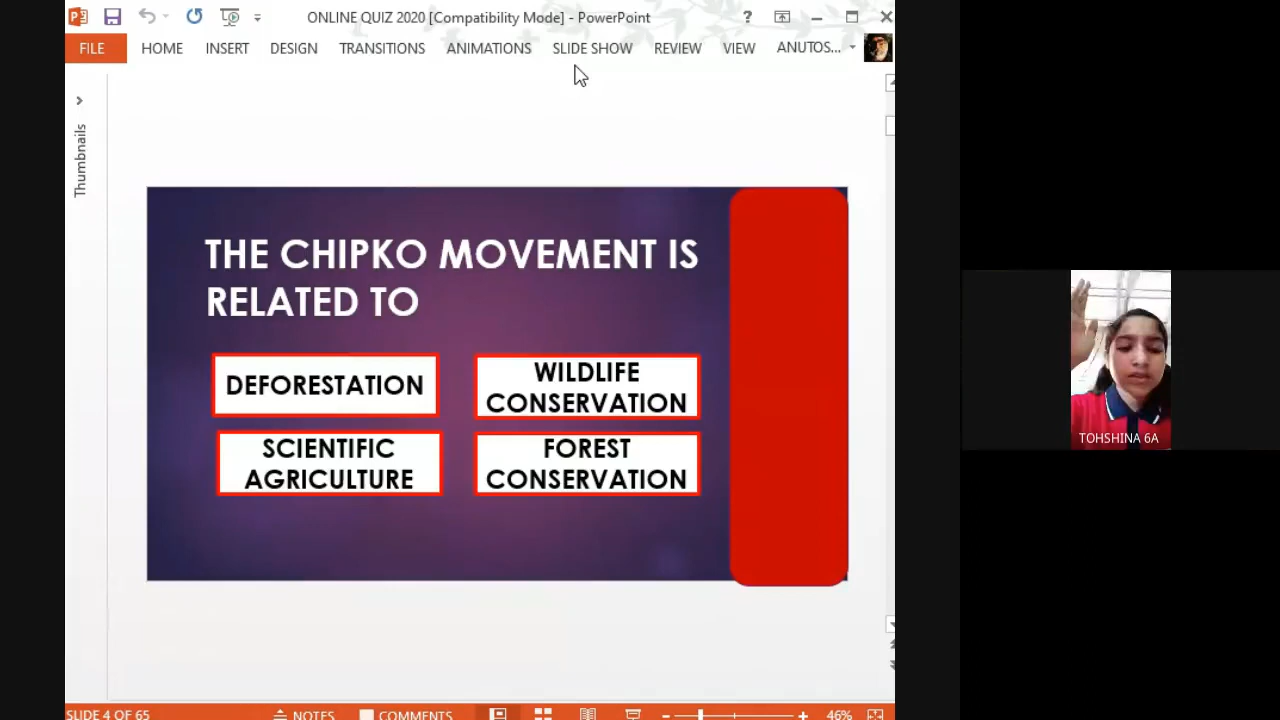 ONLINE QUIZ 2020 [Compatibility Mode] - PowerPoint
?
FILE HOME INSERT DESIGN TRANSITIONS ANIMATIONS SLIDE SHOW REVIEW VIEW ANUTOS...
Thumbnails
THE CHIPKO MOVEMENT IS
RELATED TO
DEFORESTATION
WILDLIFE
CONSERVATION
SCIENTIFIC
AGRICULTURE
FOREST
CONSERVATION
TOHSHINA 6A
SLIDE 4 OF 65 NOTES COMMENTS 46%